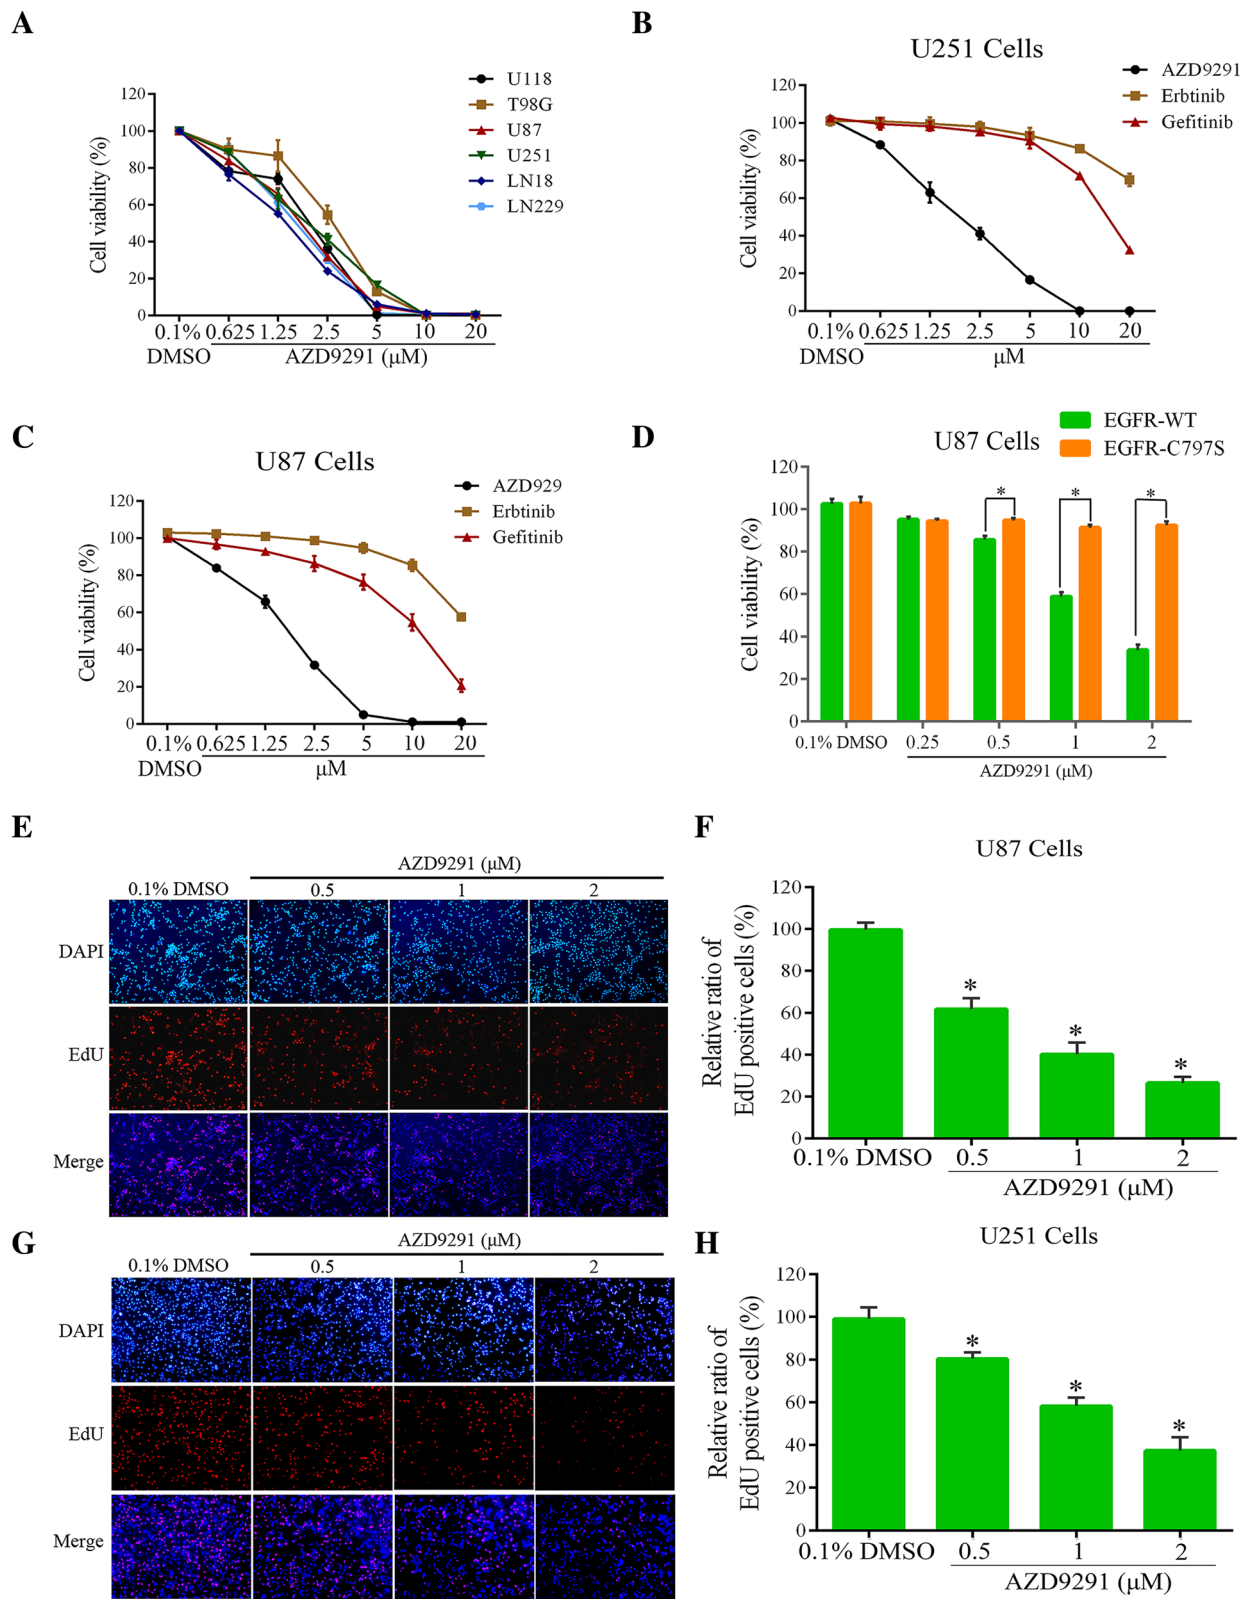 A
U118
T98G
U87
U251
LN18
LN229
Cell viability (%)
120
100
80
60
40
20
0
0.1% 0.625 1.25 2.5 5 10 20
DMSO AZD9291 (μM)
B
U251 Cells
AZD9291
Erbtinib
Gefitinib
Cell viability (%)
120
100
80
60
40
20
0
0.1% 0.625 1.25 2.5 5 10 20
DMSO μM
C
U87 Cells
AZD929
Erbtinib
Gefitinib
Cell viability (%)
120
100
80
60
40
20
0
0.1% 0.625 1.25 2.5 5 10 20
DMSO μM
D
U87 Cells
EGFR-WT
EGFR-C797S
Cell viability (%)
120
100
80
60
40
20
0
* * *
0.1% DMSO 0.25 0.5 1 2
AZD9291 (μM)
E
AZD9291 (μM)
0.1% DMSO 0.5 1 2
DAPI
EdU
Merge
F
U87 Cells
Relative ratio of
EdU positive cells (%)
120
100
80
60
40
20
0
* * *
0.1% DMSO 0.5 1 2
AZD9291 (μM)
G
AZD9291 (μM)
0.1% DMSO 0.5 1 2
DAPI
EdU
Merge
H
U251 Cells
Relative ratio of
EdU positive cells (%)
120
100
80
60
40
20
0
* * *
0.1% DMSO 0.5 1 2
AZD9291 (μM)